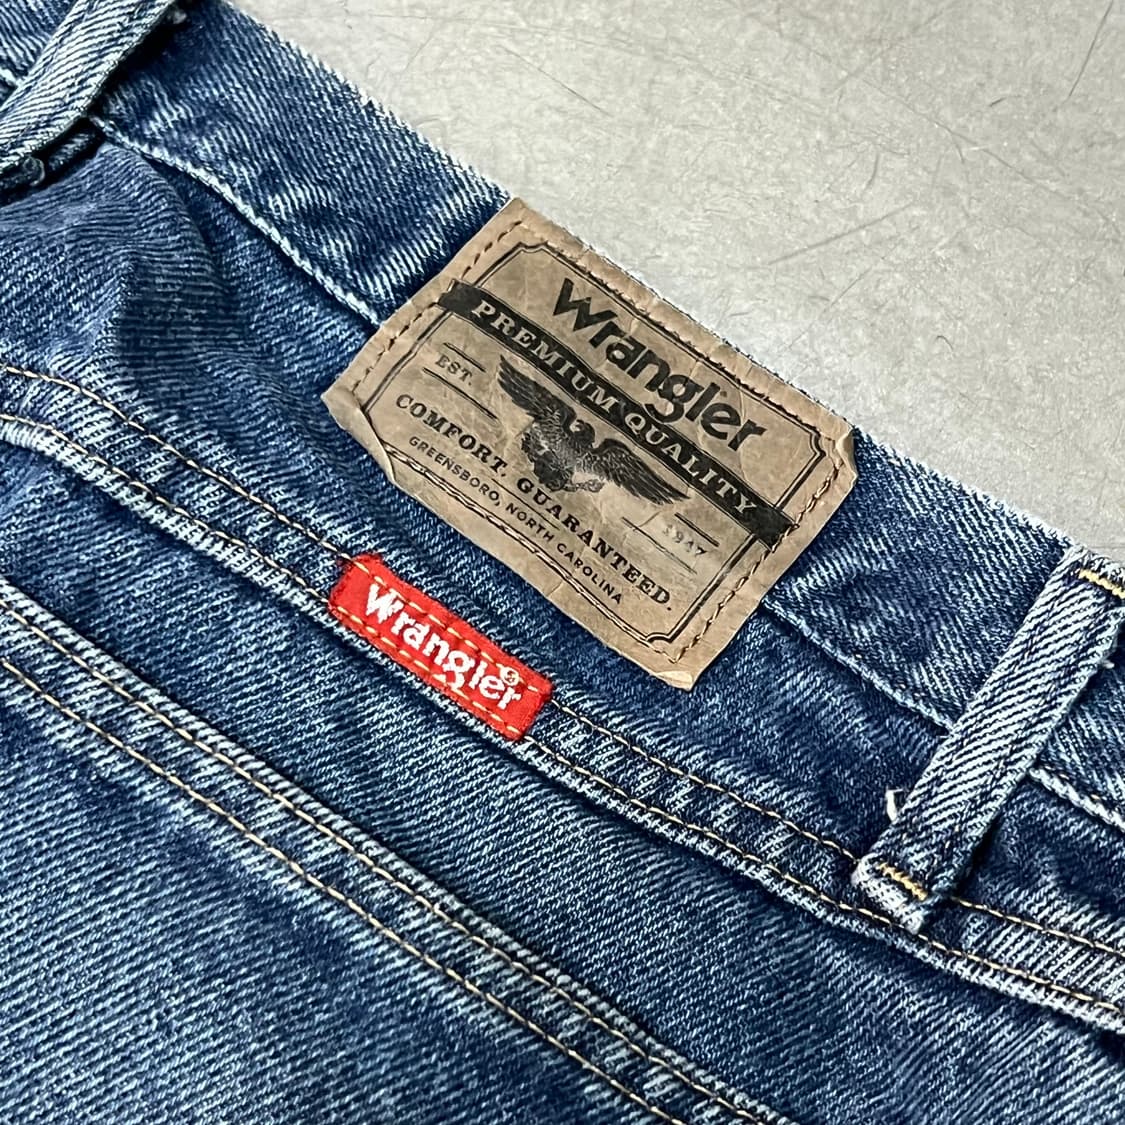 Wrangler
PREMIUM QUALITY
EST. 1947
COMFORT. GUARANTEED.
GREENSBORO, NORTH CAROLINA
Wrangler®